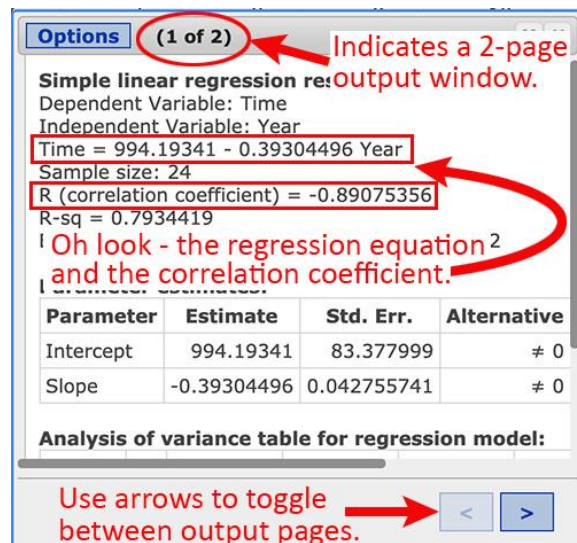 Options (1 of 2)
Indicates a 2-page
output window.
Simple linear regression
Dependent Variable: Time
Independent Variable: Year
Time = 994.19341 - 0.39304496 Year
Sample size: 24
R (correlation coefficient) = -0.89075356
R-sq = 0.7934419
Oh look - the regression equation 2
and the correlation coefficient.
Parameter Estimate Std. Err. Alternative
Intercept 994.19341 83.377999 ≠ 0
Slope -0.39304496 0.042755741 ≠ 0
Analysis of variance table for regression model:
Use arrows to toggle
between output pages.
< >